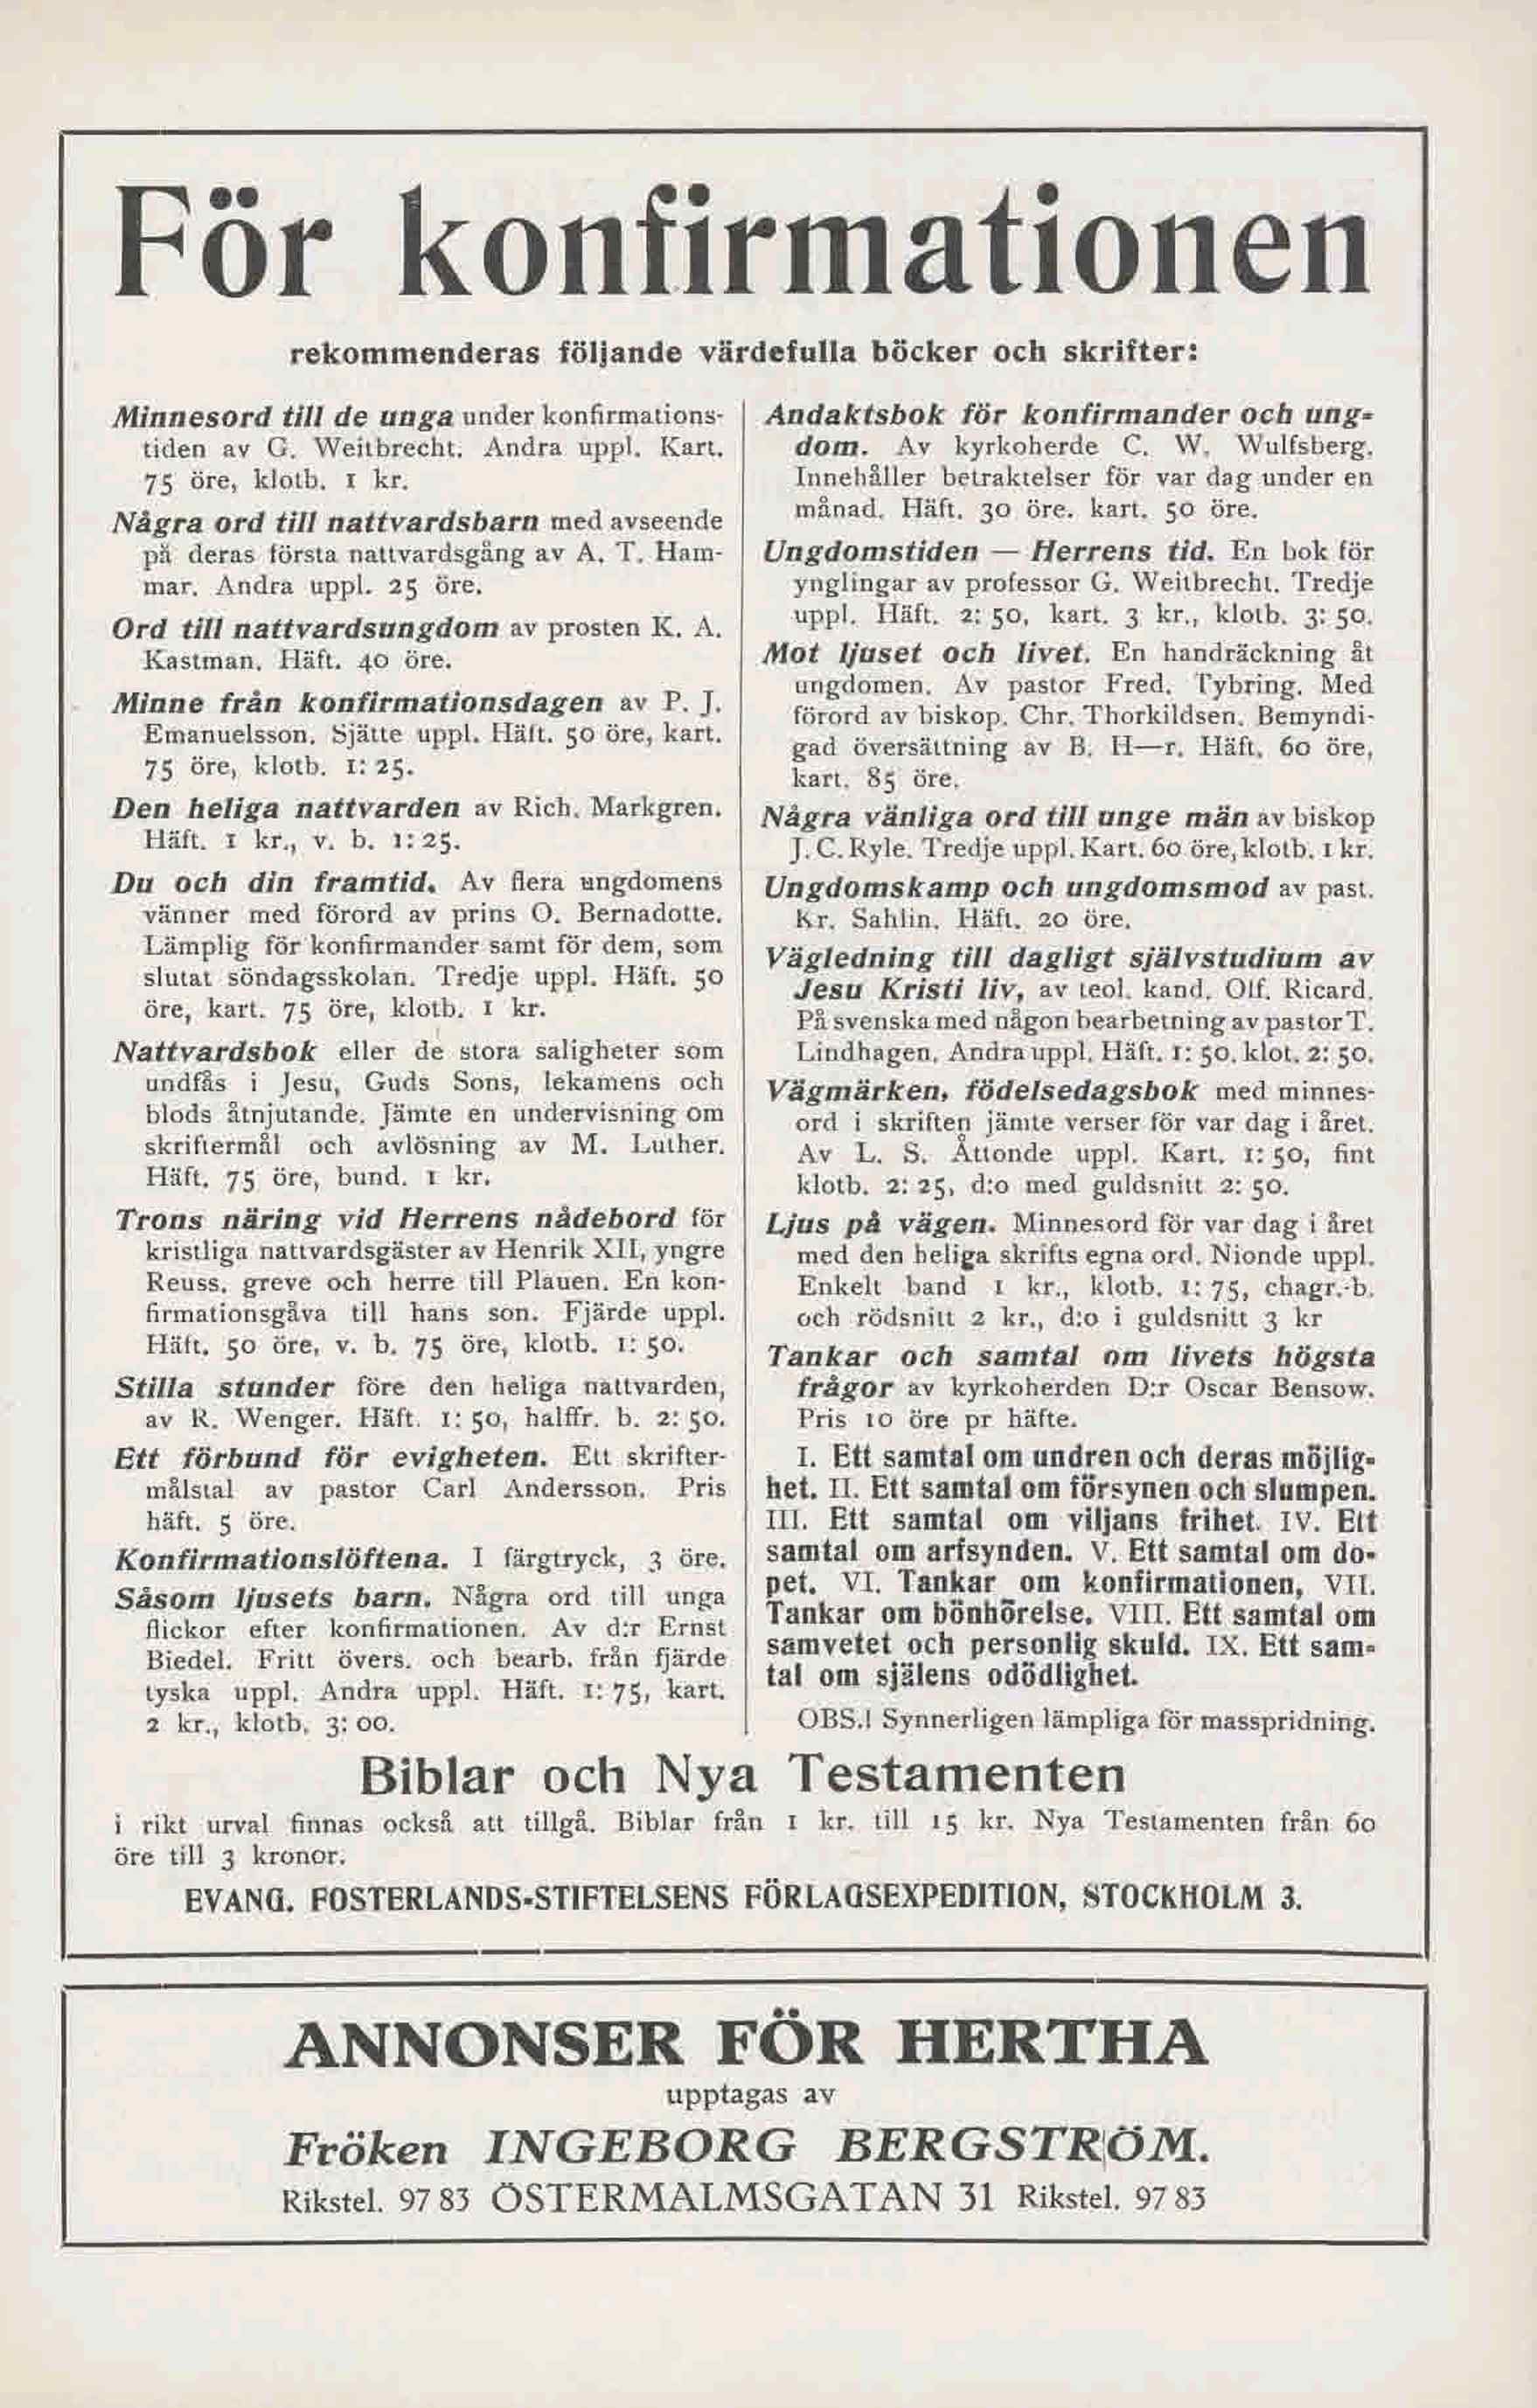 För konfirmationen
rekommenderas följande värdefulla böcker och skrifter:
Minnesord till de unga under konfirmations-
tiden av G. Weitbrecht. Andra uppl. Kart.
75 öre, klotb. 1 kr.
Några ord till nattvardsbarn med avseende
på deras första nattvardsgång av A. T. Ham-
mar. Andra uppl. 25 öre.
Ord till nattvardsungdom av prosten K. A.
Kastman. Häft. 40 öre.
Minne från konfirmationsdagen av P. J.
Emanuelsson. Sjätte uppl. Häft. 50 öre, kart.
75 öre, klotb. 1: 25.
Den heliga nattvarden av Rich. Markgren.
Häft. 1 kr., v. b. 1: 25.
Du och din framtid. Av flera ungdomens
vänner med förord av prins O. Bernadotte.
Lämplig för konfirmander samt för dem, som
slutat söndagsskolan. Tredje uppl. Häft. 50
öre, kart. 75 öre, klotb. 1 kr.
Nattvardsbok eller de stora saligheter som
undfås i Jesu, Guds Sons, lekamens och
blods åtnjutande. Jämte en undervisning om
skriftermål och avlösning av M. Luther.
Häft. 75 öre, bund. 1 kr.
Trons näring vid Herrens nådebord för
kristliga nattvardsgäster av Henrik XII, yngre
Reuss. greve och herre till Plauen. En kon-
firmationsgåva till hans son. Fjärde uppl.
Häft. 50 öre, v. b. 75 öre, klotb. 1: 50.
Stilla stunder före den heliga nattvarden,
av R. Wenger. Häft. 1: 50, halffr. b. 2: 50.
Ett förbund för evigheten. Ett skrifter-
målstal av pastor Carl Andersson. Pris
häft. 5 öre.
Konfirmationslöftena. I färgtryck, 3 öre.
Såsom ljusets barn. Några ord till unga
flickor efter konfirmationen. Av d:r Ernst
Biedel. Fritt övers. och bearb. från fjärde
tyska uppl. Andra uppl. Häft. 1: 75, kart.
2 kr., klotb. 3: 00.
Andaktsbok för konfirmander och ung-
dom. Av kyrkoherde C. W. Wulfsberg.
Innehåller betraktelser för var dag under en
månad. Häft. 30 öre. kart. 50 öre.
Ungdomstiden — Herrens tid. En bok för
ynglingar av professor G. Weitbrecht. Tredje
uppl. Häft. 2: 50, kart. 3 kr., klotb. 3: 50.
Mot ljuset och livet. En handräckning åt
ungdomen. Av pastor Fred. Tybring. Med
förord av biskop. Chr. Thorkildsen. Bemyndi-
gad översättning av B. H—r. Häft. 60 öre,
kart. 85 öre.
Några vänliga ord till unge män av biskop
J. C. Ryle. Tredje uppl. Kart. 60 öre, klotb. 1 kr.
Ungdomskamp och ungdomsmod av past.
Kr. Sahlin. Häft. 20 öre.
Vägledning till dagligt självstudium av
Jesu Kristi liv, av teol. kand. Olf. Ricard.
På svenska med någon bearbetning av pastor T.
Lindhagen. Andra uppl. Häft. 1: 50, klot. 2: 50.
Vägmärken, födelsedagsbok med minnes-
ord i skriften jämte verser för var dag i året.
Av L. S. Åttonde uppl. Kart. 1: 50, fint
klotb. 2: 25, d:o med guldsnitt 2: 50.
Ljus på vägen. Minnesord för var dag i året
med den heliga skrifts egna ord. Nionde uppl.
Enkelt band 1 kr., klotb. 1: 75, chagr.-b.
och rödsnitt 2 kr., d:o i guldsnitt 3 kr
Tankar och samtal om livets högsta
frågor av kyrkoherden D:r Oscar Bensow.
Pris 10 öre pr häfte.
I. Ett samtal om undren och deras möjlig-
het. II. Ett samtal om försynen och slumpen.
III. Ett samtal om viljans frihet. IV. Ett
samtal om arfsynden. V. Ett samtal om do-
pet. VI. Tankar om konfirmationen, VII.
Tankar om bönhörelse. VIII. Ett samtal om
samvetet och personlig skuld. IX. Ett sam-
tal om själens odödlighet.
OBS.! Synnerligen lämpliga för masspridning.
Biblar och Nya Testamenten
i rikt urval finnas också att tillgå. Biblar från 1 kr. till 15 kr. Nya Testamenten från 60
öre till 3 kronor.
EVANG. FOSTERLANDS-STIFTELSENS FÖRLAGSEXPEDITION, STOCKHOLM 3.
ANNONSER FÖR HERTHA
upptagas av
Fröken INGEBORG BERGSTRÖM.
Rikstel. 97 83 ÖSTERMALMSGATAN 31 Rikstel. 97 83